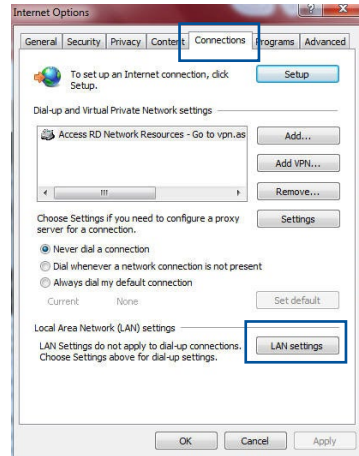 Internet Options
General Security Privacy Content Connections Programs Advanced
To set up an Internet connection, click
Setup.
Setup
Dial-up and Virtual Private Network settings
Access RD Network Resources - Go to vpn.as
Add...
Add VPN...
Remove...
Choose Settings if you need to configure a proxy
server for a connection.
Settings
Never dial a connection
Dial whenever a network connection is not present
Always dial my default connection
Current None
Set default
Local Area Network (LAN) settings
LAN Settings do not apply to dial-up connections.
Choose Settings above for dial-up settings.
LAN settings
OK Cancel Apply